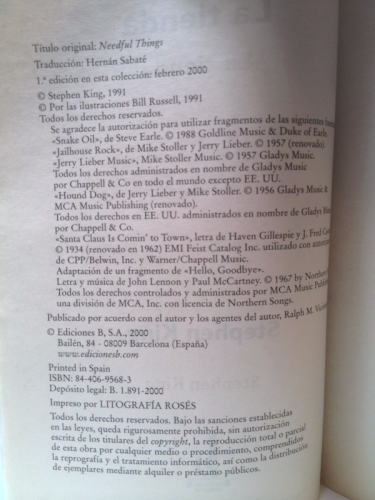 La tienda
Título original: Needful Things
Traducción: Hernán Sabaté
1.ª edición en esta colección: febrero 2000
© Stephen King, 1991
© Por las ilustraciones Bill Russell, 1991
Todos los derechos reservados.
Se agradece la autorización para utilizar fragmentos de las siguientes
«Snake Oil», de Steve Earle. © 1988 Goldline Music & Duke of Earle.
«Jailhouse Rock», de Mike Stoller y Jerry Lieber. © 1957 (renovado).
«Jerry Lieber Music», Mike Stoller Music. © 1957 Gladys Music.
Todos los derechos administrados en nombre de Gladys Music
por Chappell & Co en todo el mundo excepto EE. UU.
«Hound Dog», de Jerry Lieber y Mike Stoller. © 1956 Gladys Music &
MCA Music Publishing (renovado).
Todos los derechos en EE. UU. administrados en nombre de Gladys
por Chappell & Co.
«Santa Claus Is Comin' to Town», letra de Haven Gillespie y J. Fred
© 1934 (renovado en 1962) EMI Feist Catalog Inc. utilizado con
de CPP/Belwin, Inc. y Warner/Chappell Music.
Adaptación de un fragmento de «Hello, Goodbye».
Letra y música de John Lennon y Paul McCartney. © 1967 by
Todos los derechos controlados y administrados por MCA Music
una división de MCA, Inc. con licencia de Northern Songs.
Publicado por acuerdo con el autor y los agentes del autor, Ralph M.
© Ediciones B, S.A., 2000
Bailén, 84 - 08009 Barcelona (España)
www.edicionesb.com
Printed in Spain
ISBN: 84-406-9568-3
Depósito legal: B. 1.891-2000
Impreso por LITOGRAFÍA ROSÉS
Todos los derechos reservados. Bajo las sanciones establecidas
en las leyes, queda rigurosamente prohibida, sin autorización
escrita de los titulares del copyright, la reproducción total o parcial
de esta obra por cualquier medio o procedimiento, comprendidos
la reprografía y el tratamiento informático, así como la distribución
de ejemplares mediante alquiler o préstamo públicos.